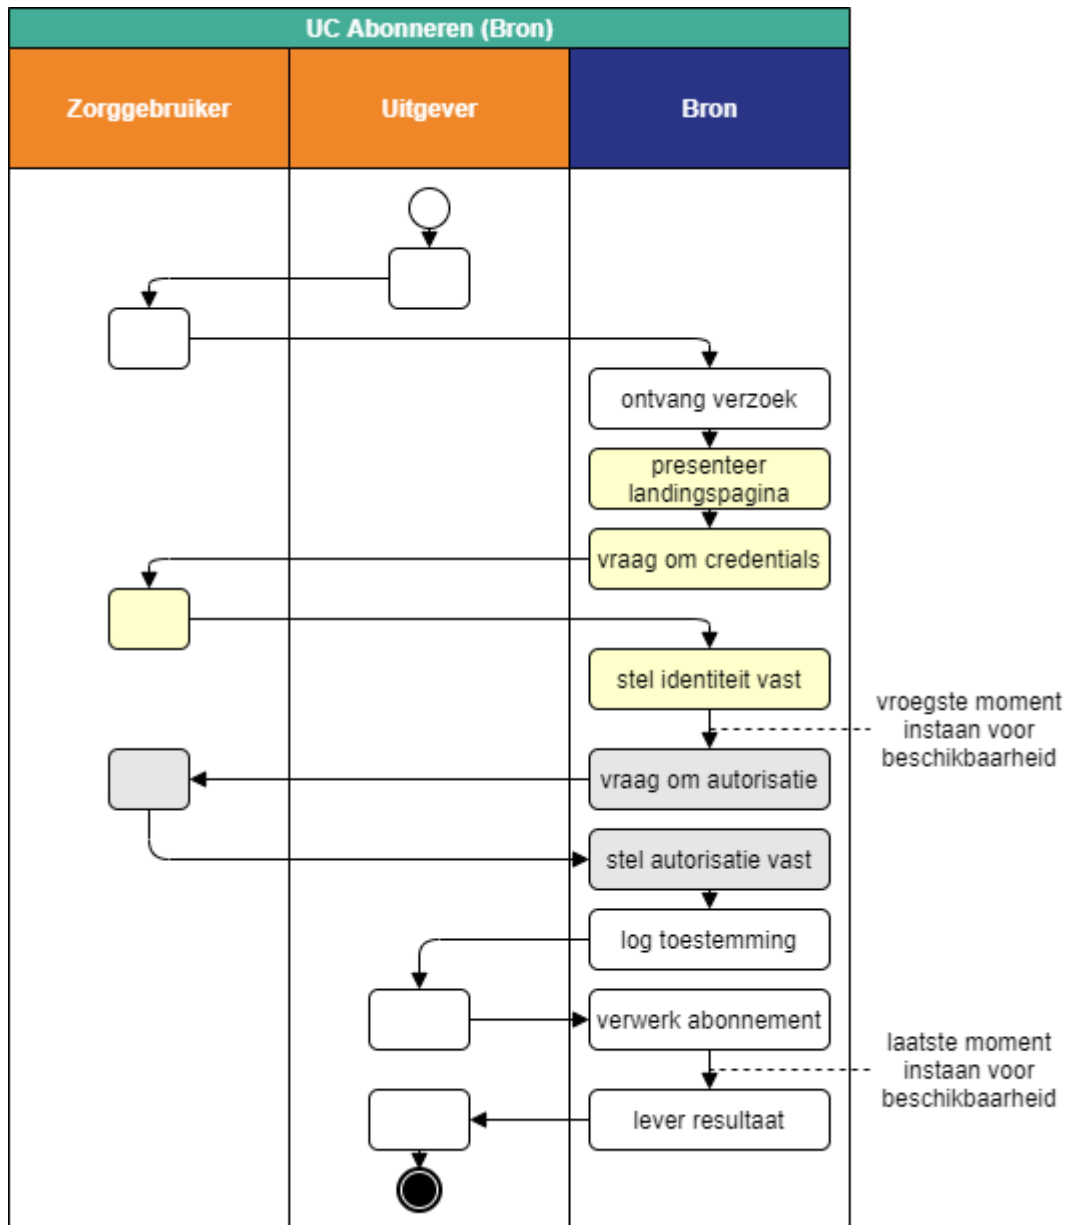 UC Abonneren (Bron)
Zorggebruiker
Uitgever
Bron
ontvang verzoek
presenteer
landingspagina
vraag om credentials
stel identiteit vast
vroegste moment
instaan voor
beschikbaarheid
vraag om autorisatie
stel autorisatie vast
log toestemming
verwerk abonnement
laatste moment
instaan voor
beschikbaarheid
lever resultaat